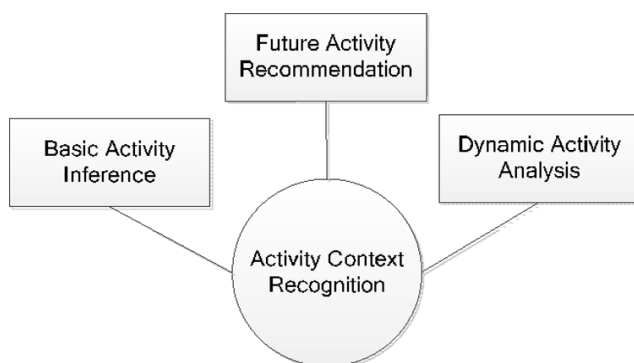 Future Activity
Recommendation
Basic Activity
Inference
Dynamic Activity
Analysis
Activity Context
Recognition